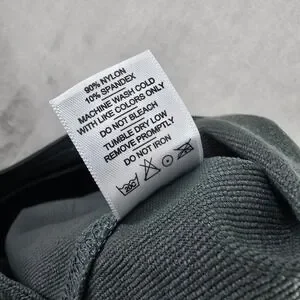 90% NYLON
10% SPANDEX
MACHINE WASH COLD
WITH LIKE COLORS ONLY
DO NOT BLEACH
TUMBLE DRY LOW
REMOVE PROMPTLY
DO NOT IRON